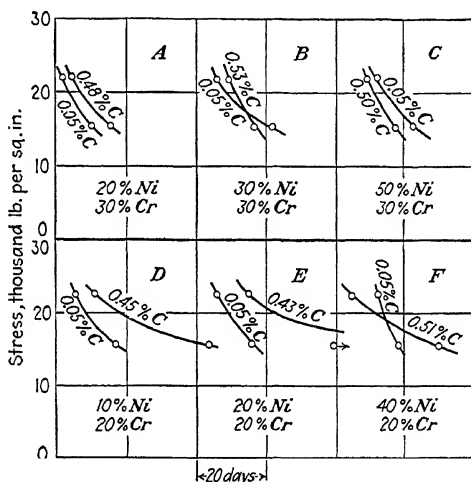 Stress, thousand lb. per sq. in.
30
20
10
0
A
0.48%C
0.05%C
20%Ni
30%Cr
B
0.53%C
0.05%C
30%Ni
30%Cr
C
0.05%C
0.50%C
50%Ni
30%Cr
30
20
10
0
D
0.45%C
0.05%C
10%Ni
20%Cr
E
0.43%C
0.05%C
20%Ni
20%Cr
F
0.05%C
0.51%C
40%Ni
20%Cr
20 days